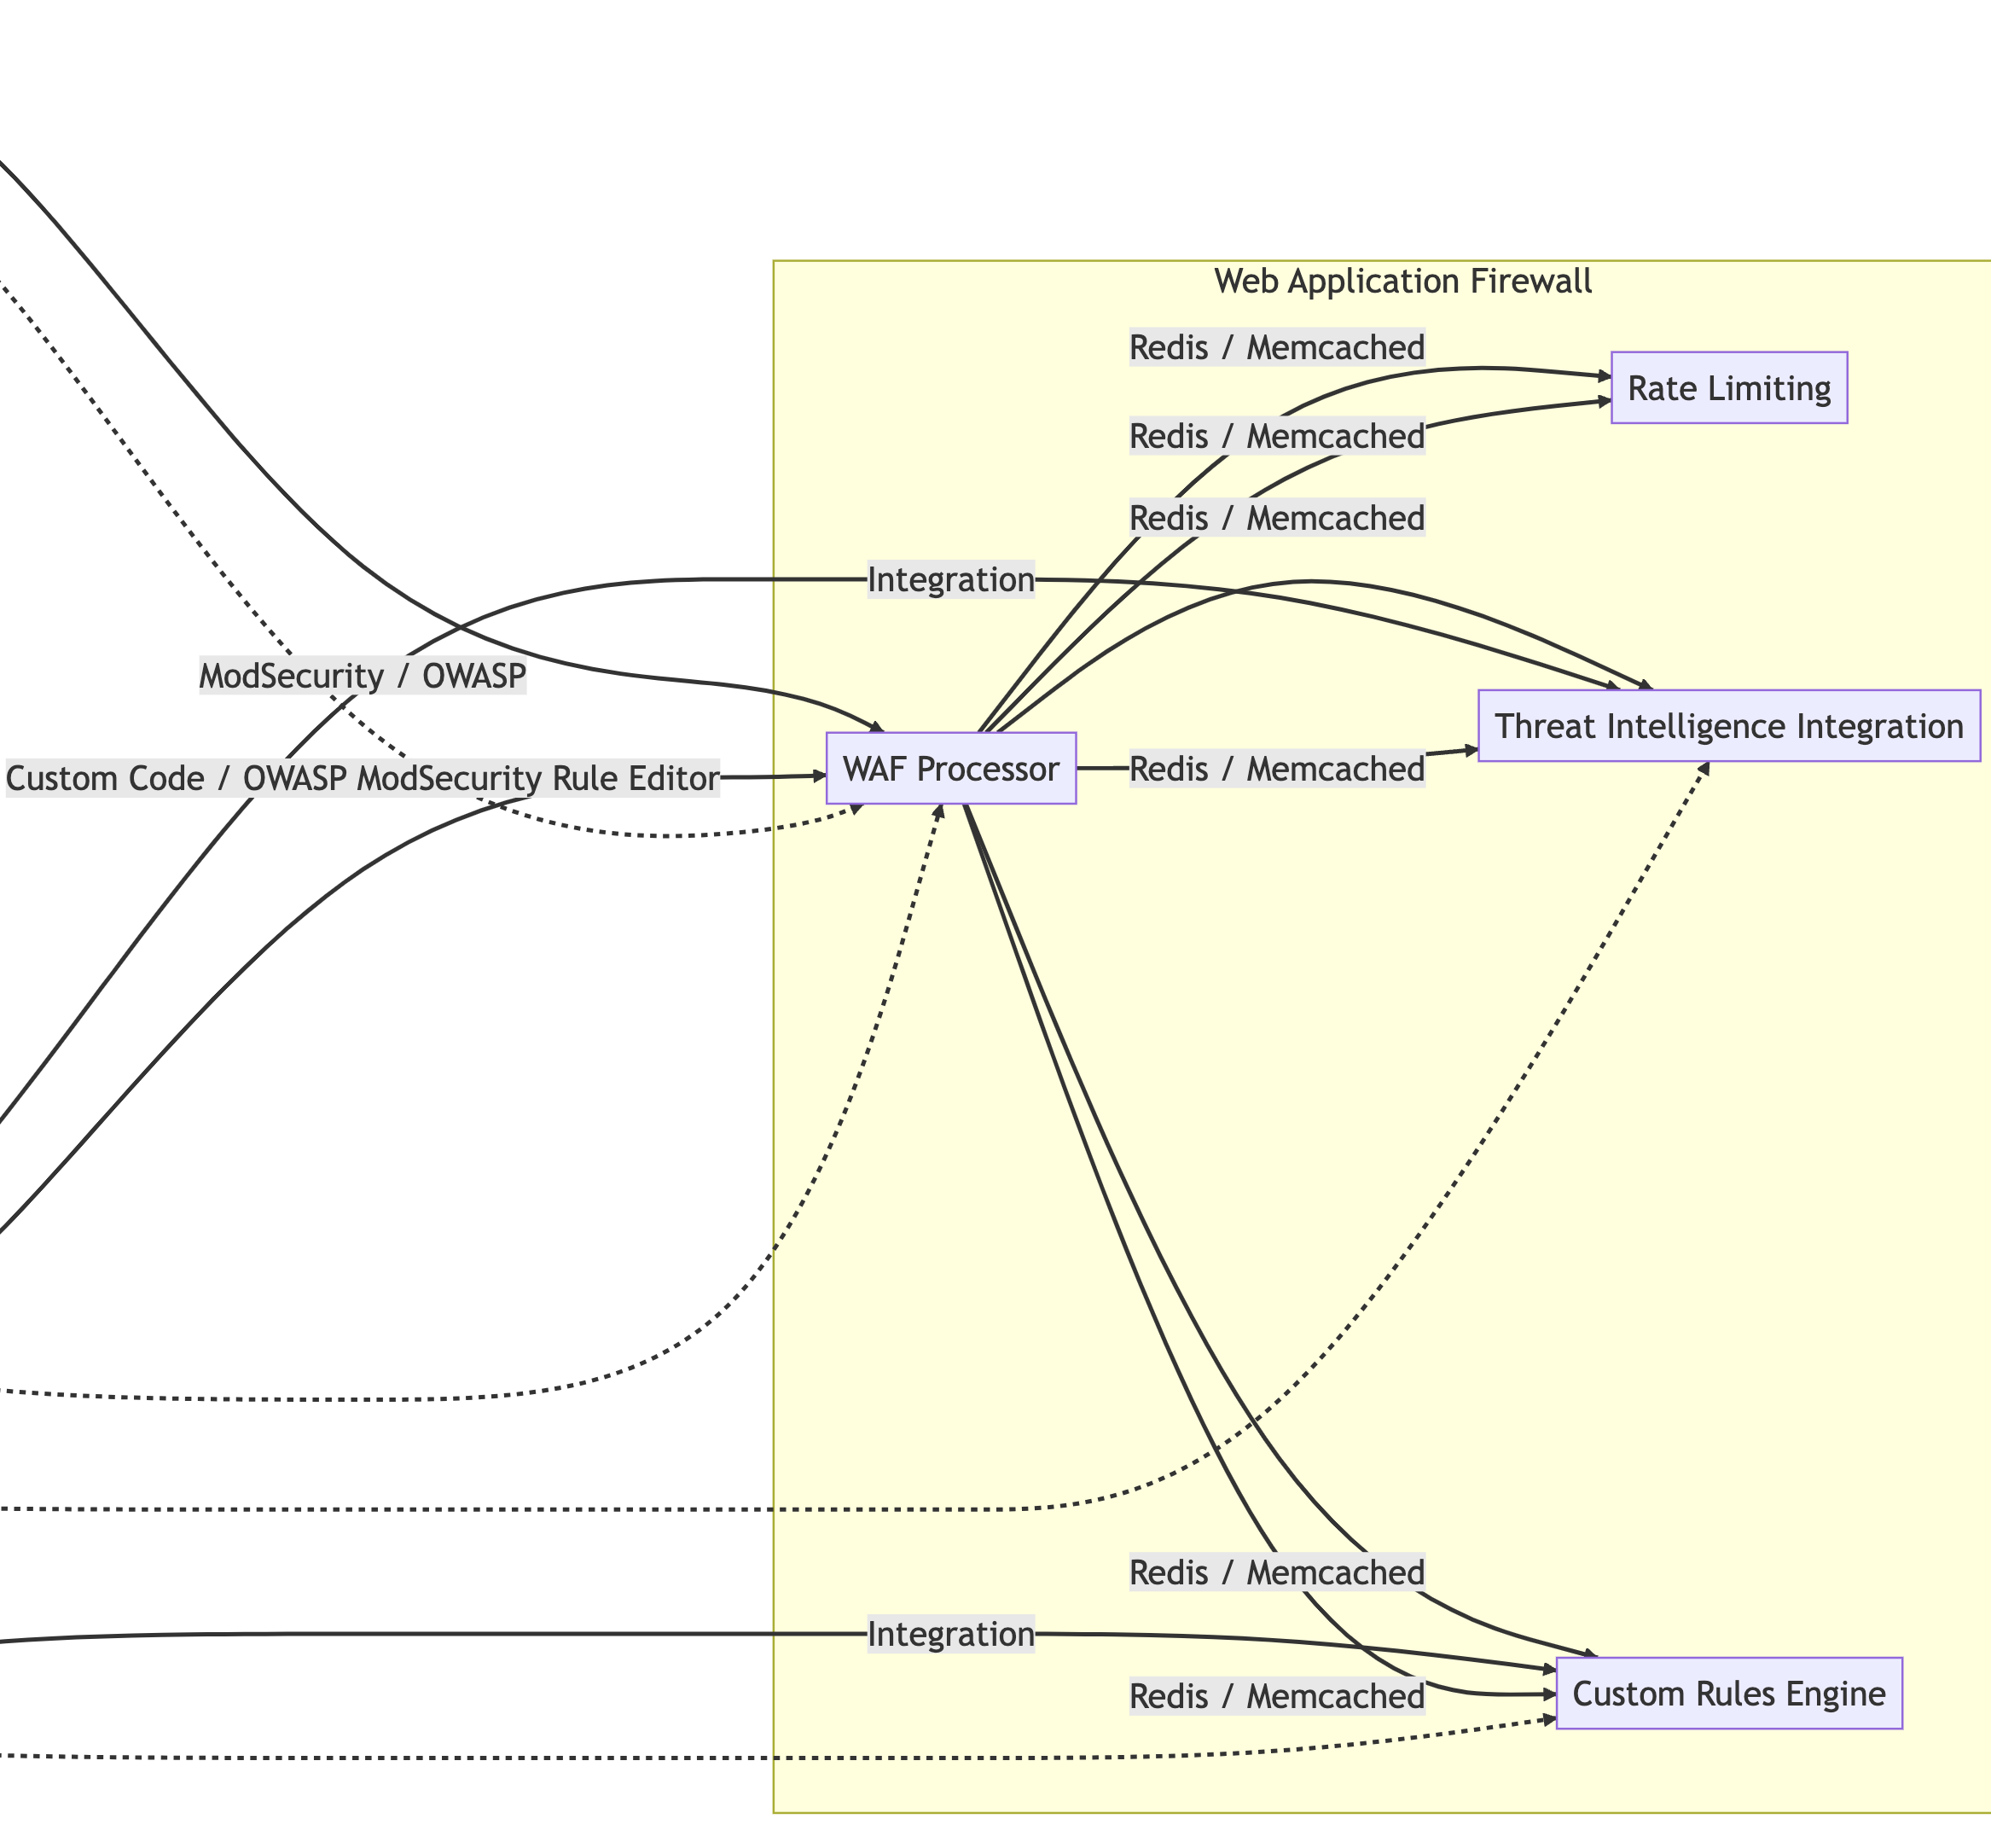 Web Application Firewall
Redis / Memcached
Rate Limiting
Redis / Memcached
Redis / Memcached
Integration
ModSecurity / OWASP
Threat Intelligence Integration
Custom Code / OWASP ModSecurity Rule Editor
WAF Processor
Redis / Memcached
Redis / Memcached
Integration
Redis / Memcached
Custom Rules Engine